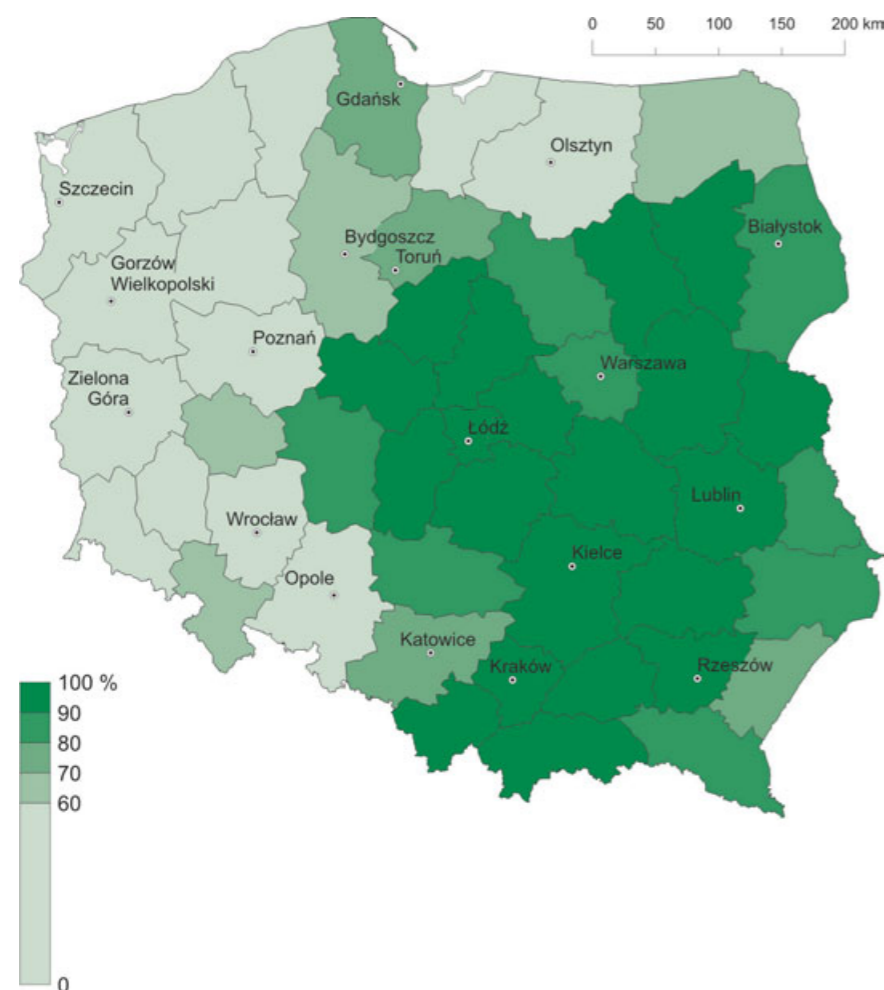 0 50 100 150 200 km
Gdańsk
Olsztyn
Szczecin
Białystok
Bydgoszcz
Toruń
Gorzów
Wielkopolski
Poznań
Warszawa
Zielona
Góra
Łódź
Lublin
Wrocław
Kielce
Opole
Katowice
Kraków
Rzeszów
100 %
90
80
70
60
0